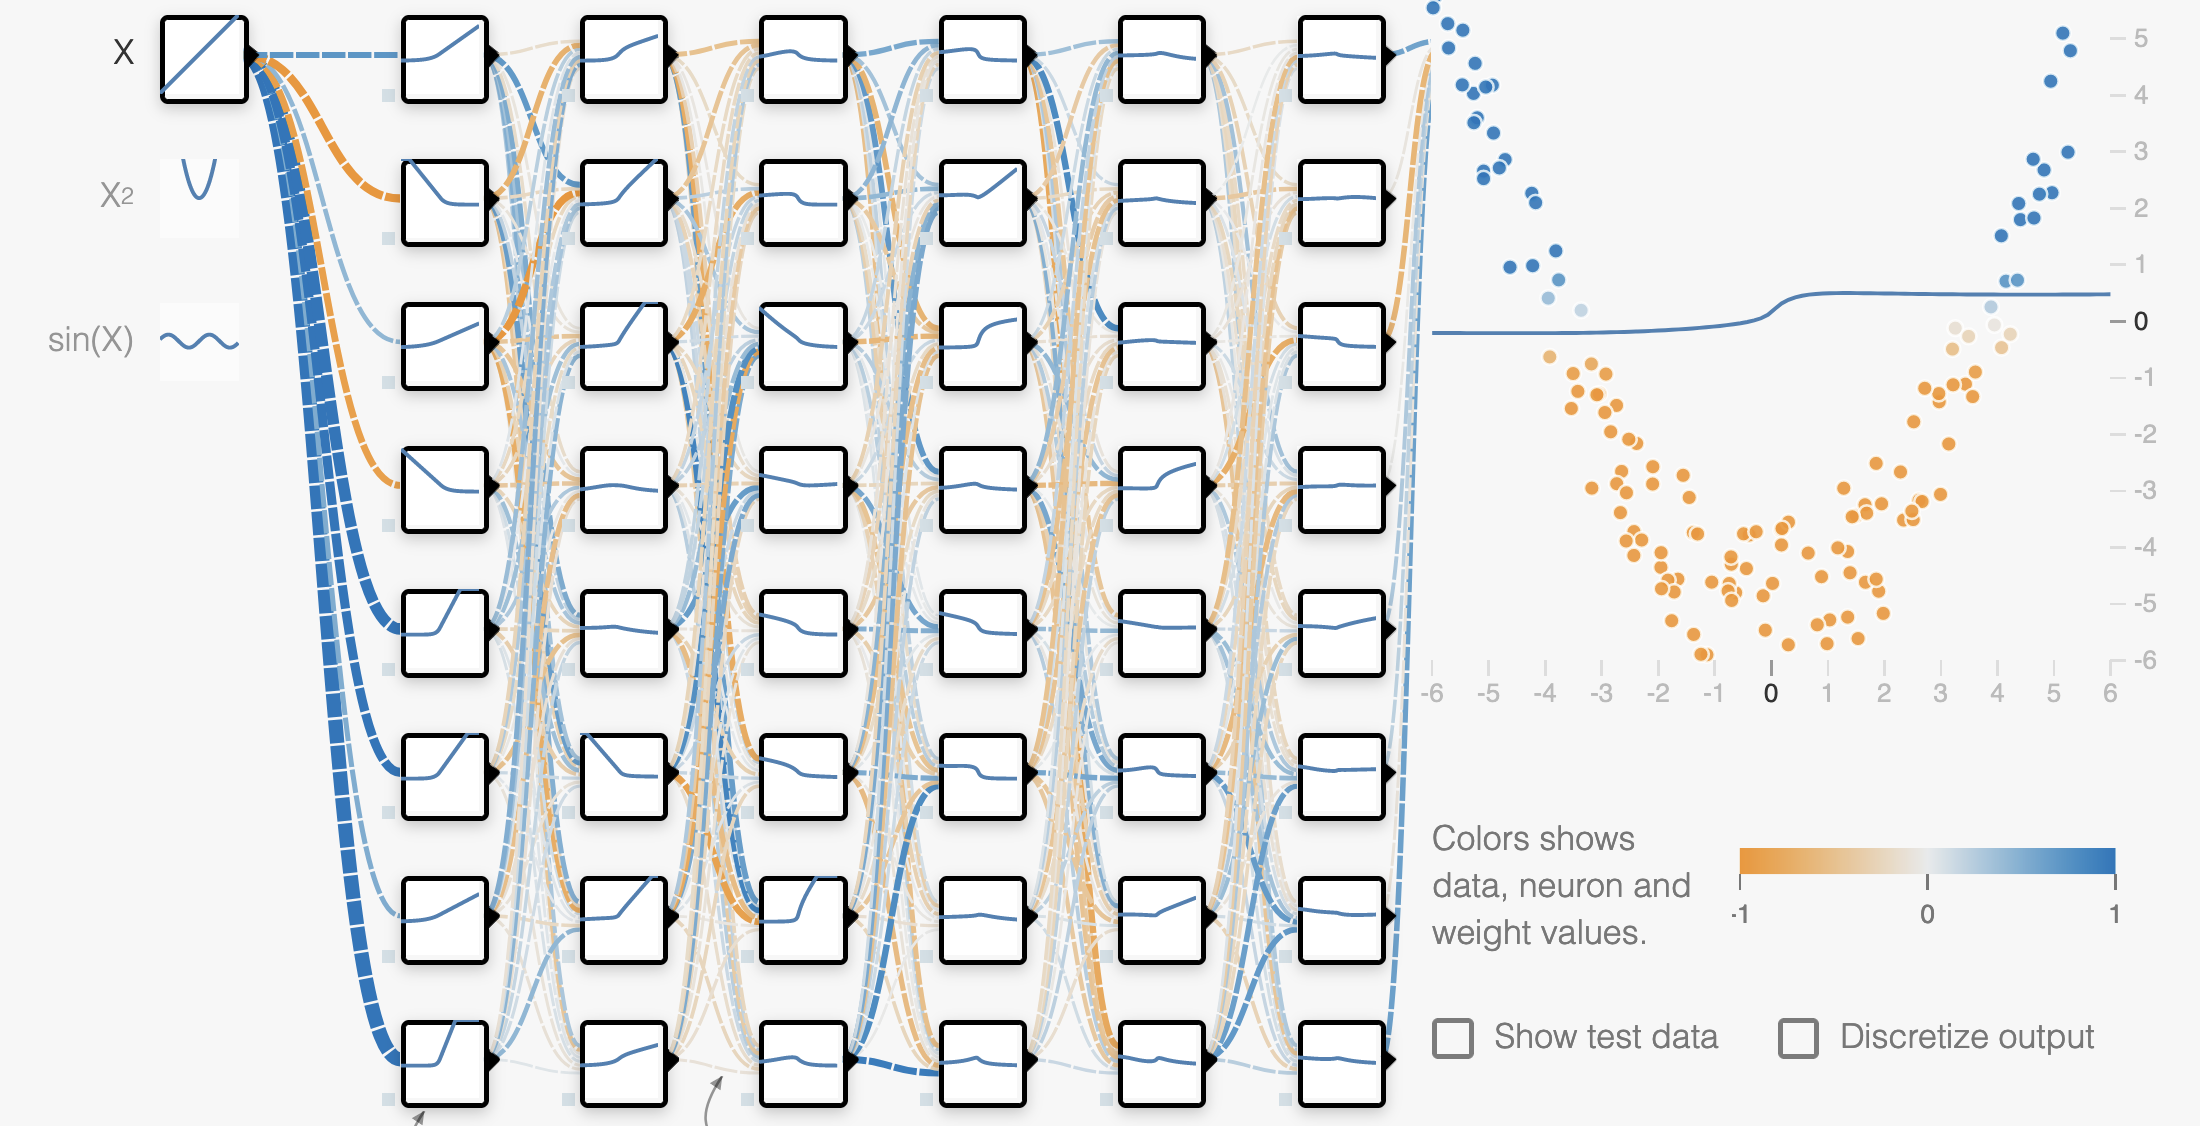 X
X2
sin(X)
5
4
3
2
1
0
-1
-2
-3
-4
-5
-6
-6 -5 -4 -3 -2 -1 0 1 2 3 4 5 6
Colors shows
data, neuron and
weight values.
-1 0 1
Show test data Discretize output